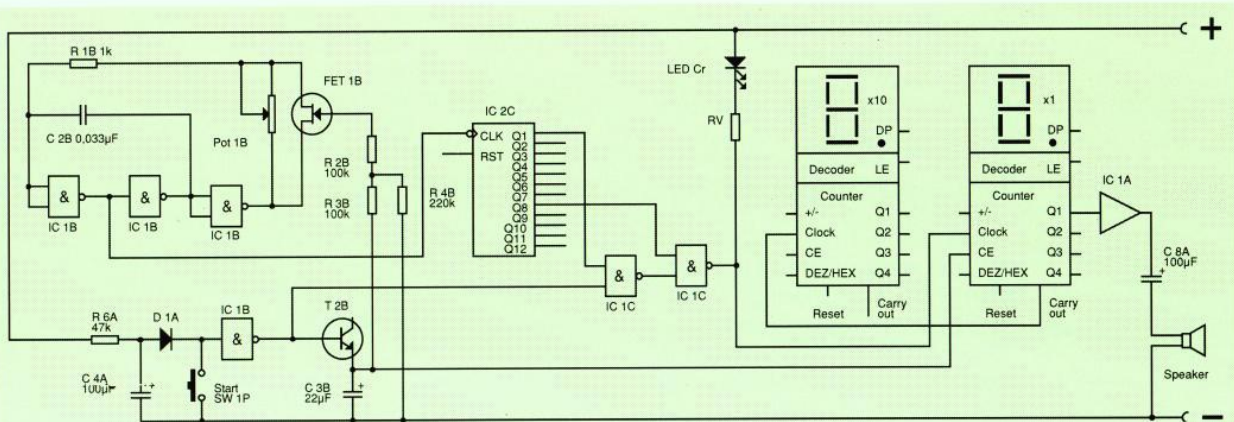 +
R 1B 1k
FET 1B
C 2B 0,033µF
Pot 1B
R 2B
100k
R 3B
100k
R 4B
220k
&
IC 1B
&
IC 1B
&
IC 1B
IC 2C
CLK
RST
Q1
Q2
Q3
Q4
Q5
Q6
Q7
Q8
Q9
Q10
Q11
Q12
LED Cr
RV
&
IC 1C
&
IC 1C
x10
DP
Decoder LE
Counter
+/- Q1
Clock Q2
CE Q3
DEZ/HEX Q4
Reset Carry
out
x1
DP
Decoder LE
Counter
+/- Q1
Clock Q2
CE Q3
DEZ/HEX Q4
Reset Carry
out
IC 1A
C 8A
100µF
+
Speaker
R 6A
47k
D 1A
IC 1B
&
T 2B
C 4A
100µF
+
Start
SW 1P
C 3B
22µF
+
−